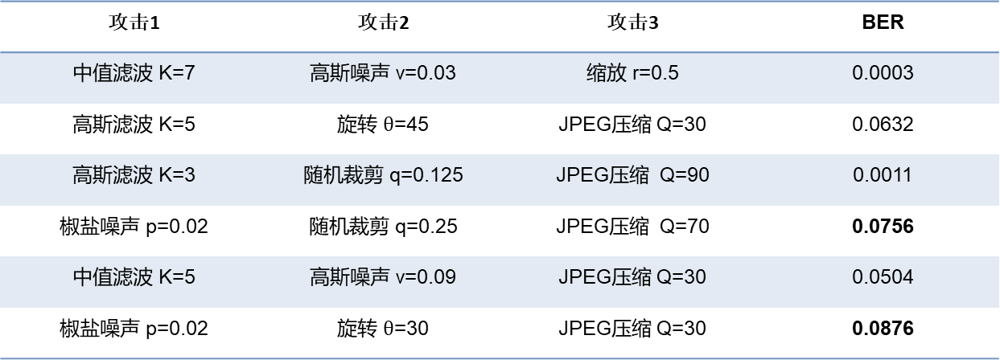 攻击1 攻击2 攻击3 BER
中值滤波 K=7 高斯噪声 v=0.03 缩放 r=0.5 0.0003
高斯滤波 K=5 旋转 θ=45 JPEG压缩 Q=30 0.0632
高斯滤波 K=3 随机裁剪 q=0.125 JPEG压缩 Q=90 0.0011
椒盐噪声 p=0.02 随机裁剪 q=0.25 JPEG压缩 Q=70 0.0756
中值滤波 K=5 高斯噪声 v=0.09 JPEG压缩 Q=30 0.0504
椒盐噪声 p=0.02 旋转 θ=30 JPEG压缩 Q=30 0.0876